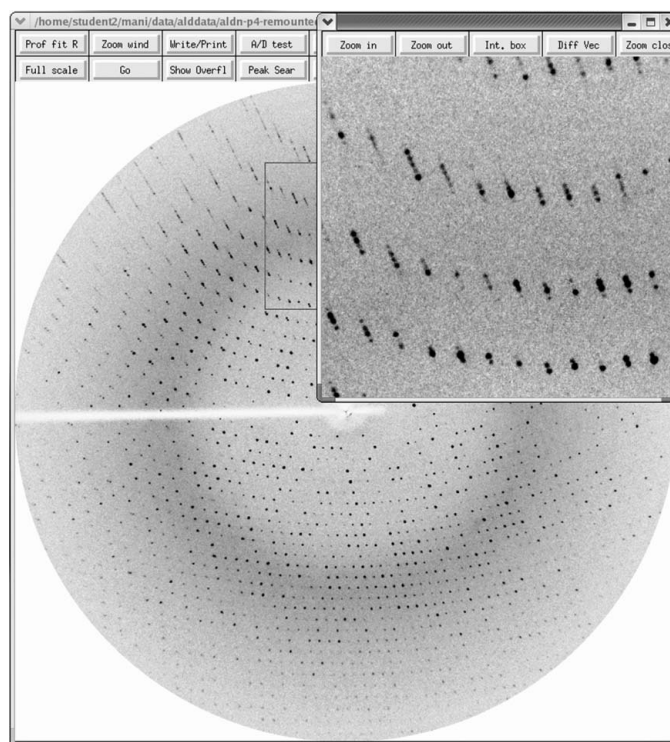 /home/student2/mani/data/alddata/aldn-p4-remounte
Prof fit R Zoom wind Write/Print A/D test
Full scale Go Show Overfl Peak Sear
Zoom in Zoom out Int. box Diff Vec Zoom clos